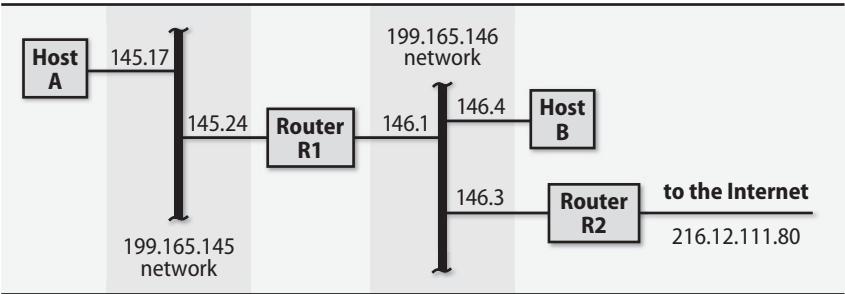 Host
A
145.17
145.24
199.165.145
network
Router
R1
146.1
199.165.146
network
146.4
Host
B
146.3
Router
R2
to the Internet
216.12.111.80